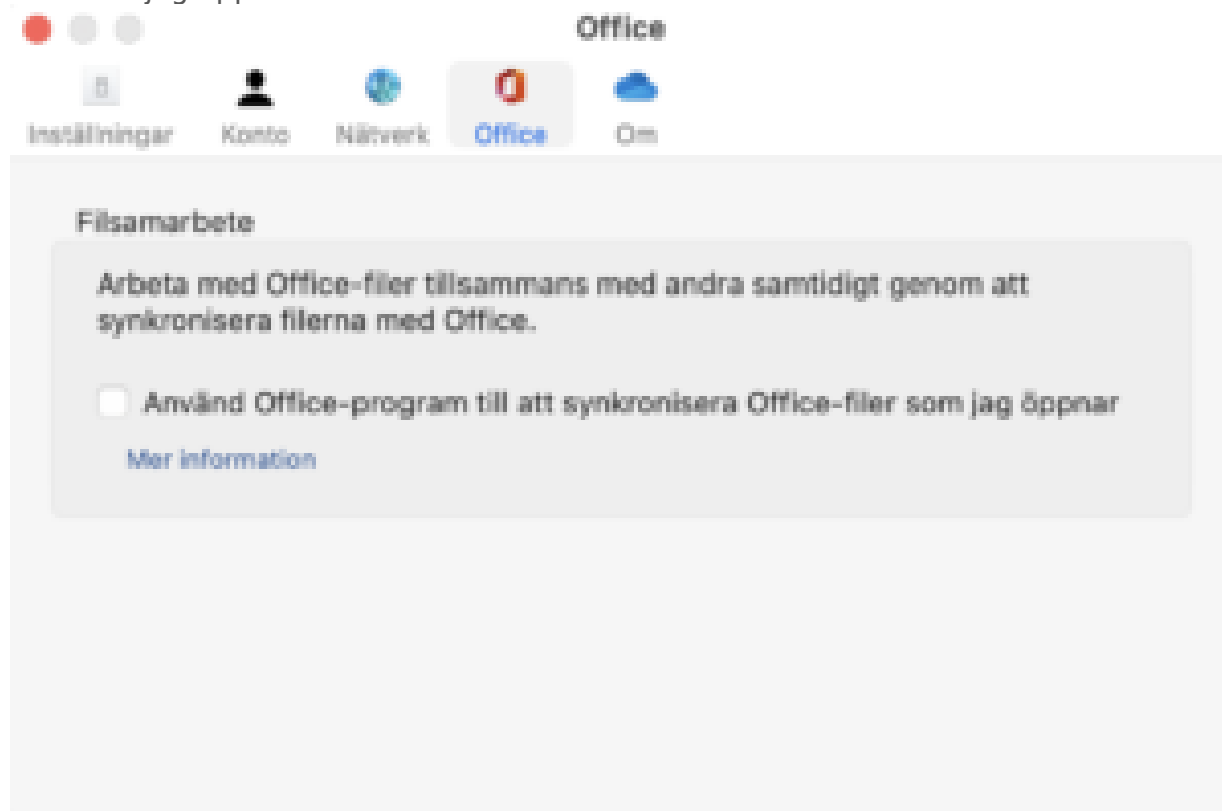 Office
Inställningar Konto Nätverk Office Om
Filsamarbete
Arbeta med Office-filer tillsammans med andra samtidigt genom att
synkronisera filerna med Office.
Använd Office-program till att synkronisera Office-filer som jag öppnar
Mer information